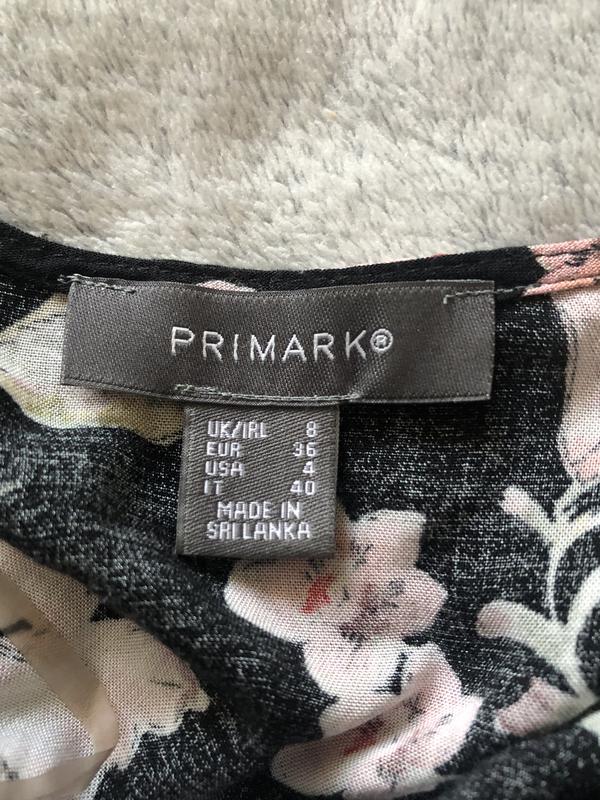 PRIMARK®
UK/IRL 8
EUR 36
USA 4
IT 40
MADE IN
SRI LANKA